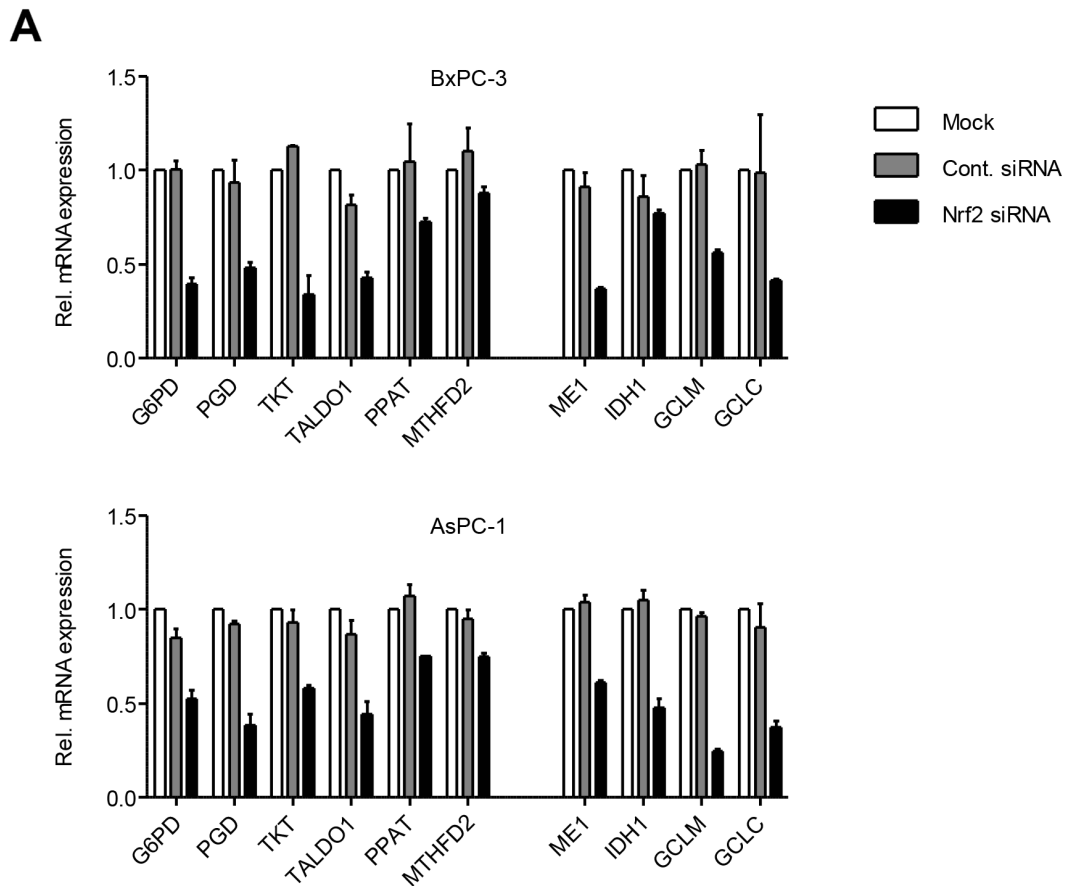 A
BxPC-3
Rel. mRNA expression
1.5
1.0
0.5
0.0
G6PD
PGD
TKT
TALDO1
PPAT
MTHFD2
ME1
IDH1
GCLM
GCLC
Mock
Cont. siRNA
Nrf2 siRNA
AsPC-1
Rel. mRNA expression
1.5
1.0
0.5
0.0
G6PD
PGD
TKT
TALDO1
PPAT
MTHFD2
ME1
IDH1
GCLM
GCLC